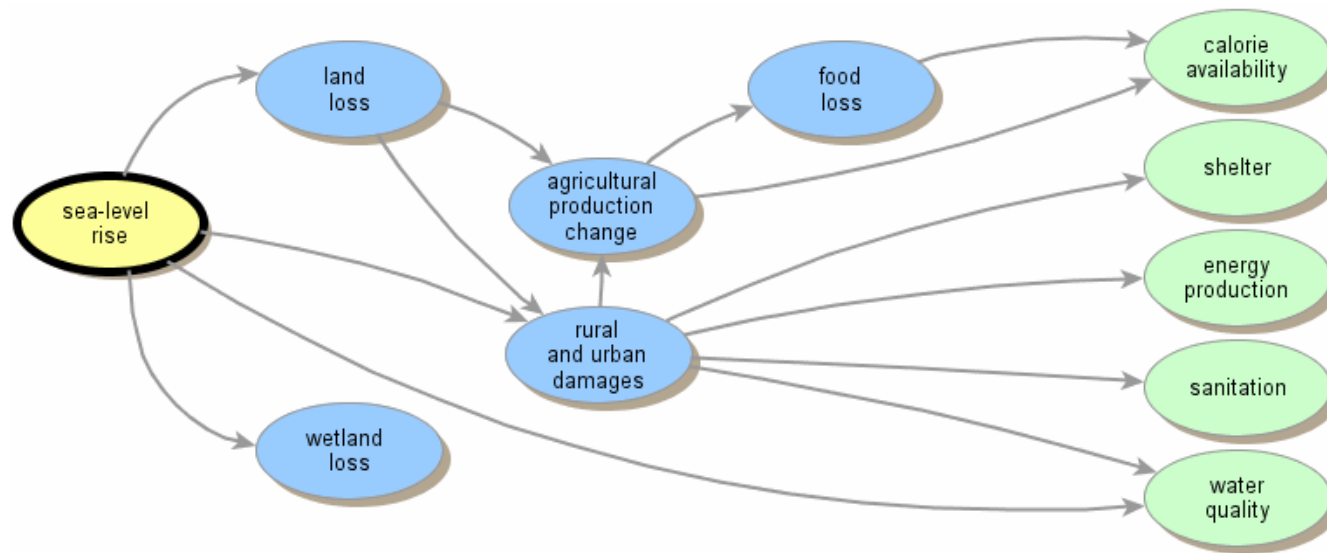 land
loss
food
loss
calorie
availability
shelter
agricultural
production
change
sea-level
rise
energy
production
rural
and urban
damages
sanitation
wetland
loss
water
quality